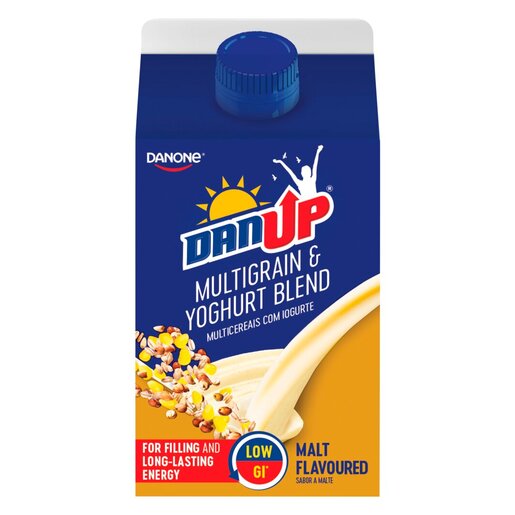 DANONE®
DANUP®
MULTIGRAIN &
YOGHURT BLEND
MULTICEREAIS COM IOGURTE
FOR FILLING AND
LONG-LASTING
ENERGY
LOW
GI*
MALT
FLAVOURED
SABOR A MALTE